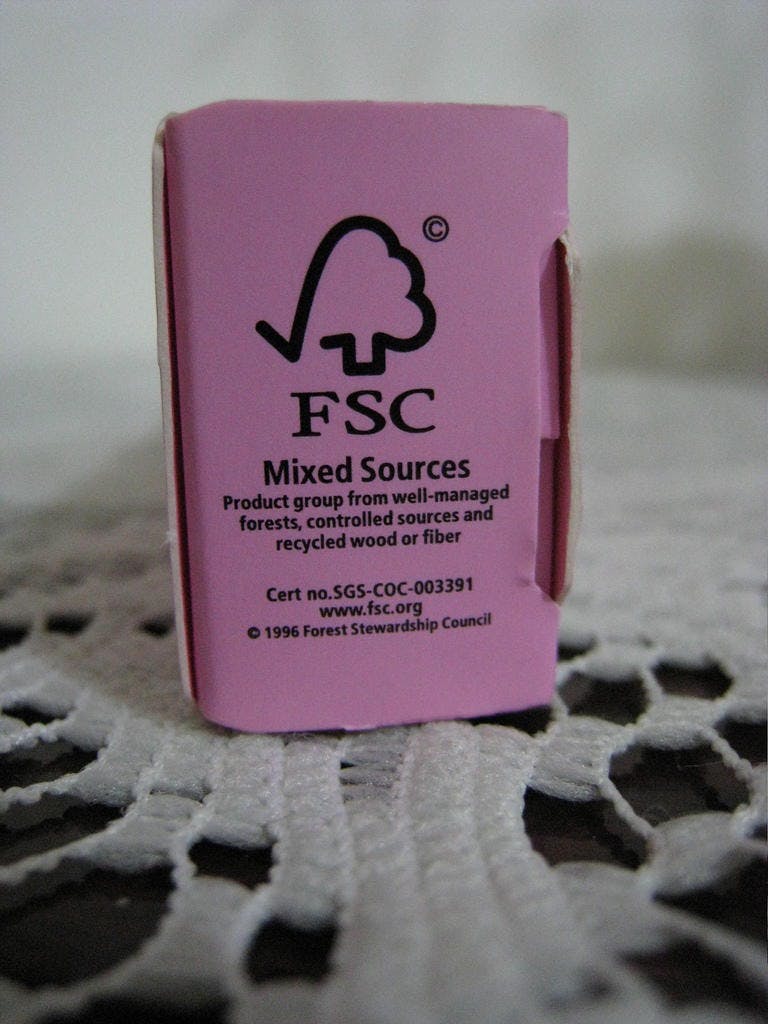 ©
FSC
Mixed Sources
Product group from well-managed
forests, controlled sources and
recycled wood or fiber
Cert no.SGS-COC-003391
www.fsc.org
© 1996 Forest Stewardship Council